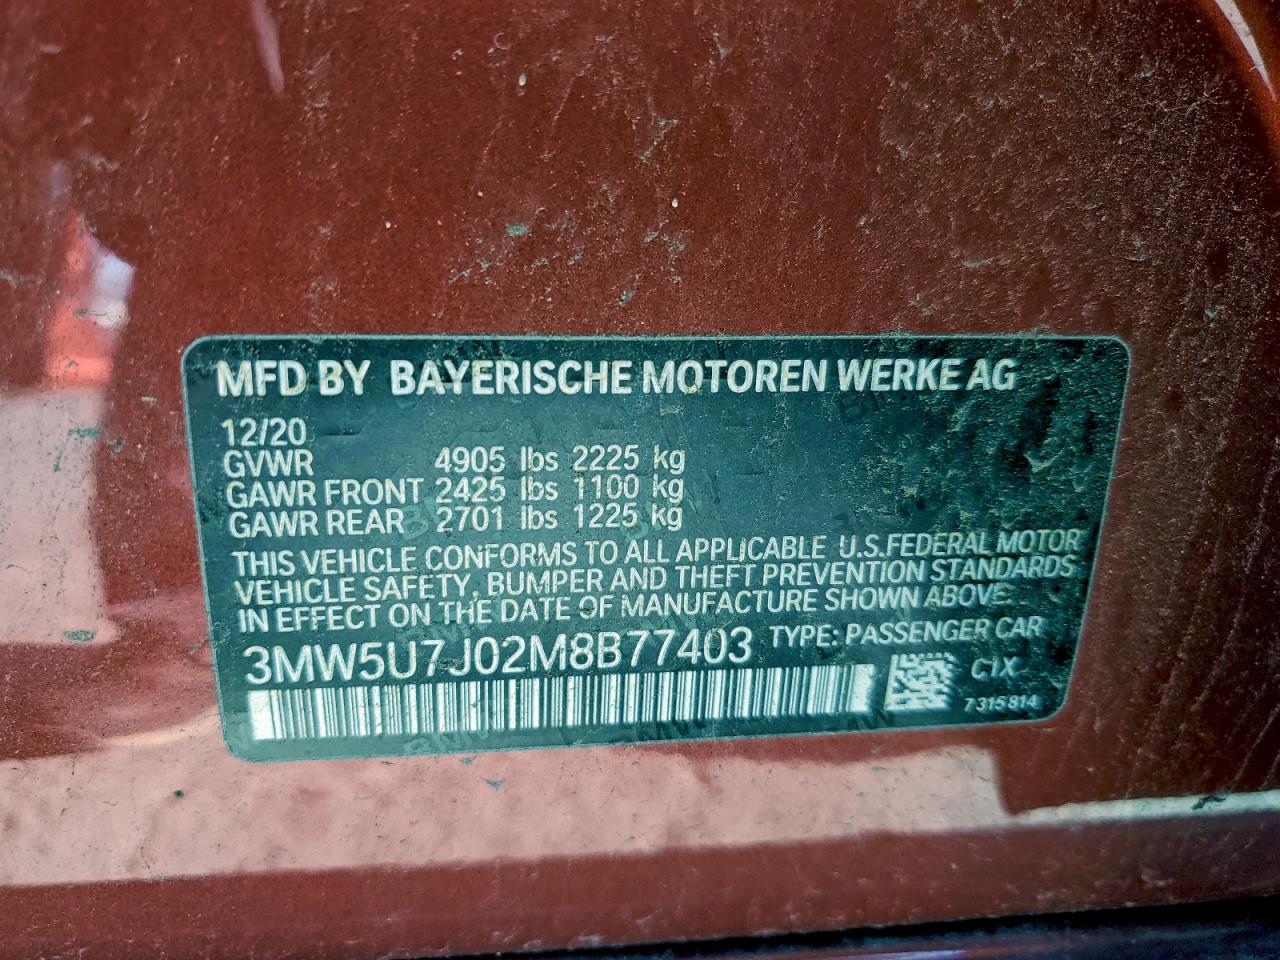 MFD BY BAYERISCHE MOTOREN WERKE AG
12/20
GVWR 4905 lbs 2225 kg
GAWR FRONT 2425 lbs 1100 kg
GAWR REAR 2701 lbs 1225 kg
THIS VEHICLE CONFORMS TO ALL APPLICABLE U.S.FEDERAL MOTOR
VEHICLE SAFETY, BUMPER AND THEFT PREVENTION STANDARDS
IN EFFECT ON THE DATE OF MANUFACTURE SHOWN ABOVE
3MW5U7J02M8B77403 TYPE: PASSENGER CAR
C1X
7315814